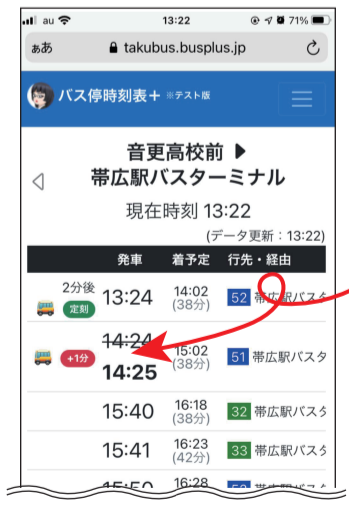 au 13:22 71%
ぁあ takubus.busplus.jp
バス停時刻表+ ※テスト版
音更高校前 ▶
帯広駅バスターミナル
現在時刻 13:22
(データ更新:13:22)
発車 着予定 行先・経由
2分後 定刻 13:24 14:02 (38分) 52 帯広駅バスタ
+1分 14:24 14:25 15:02 (38分) 51 帯広駅バスタ
15:40 16:18 (38分) 32 帯広駅バスタ
15:41 16:23 (42分) 33 帯広駅バスタ
16:28